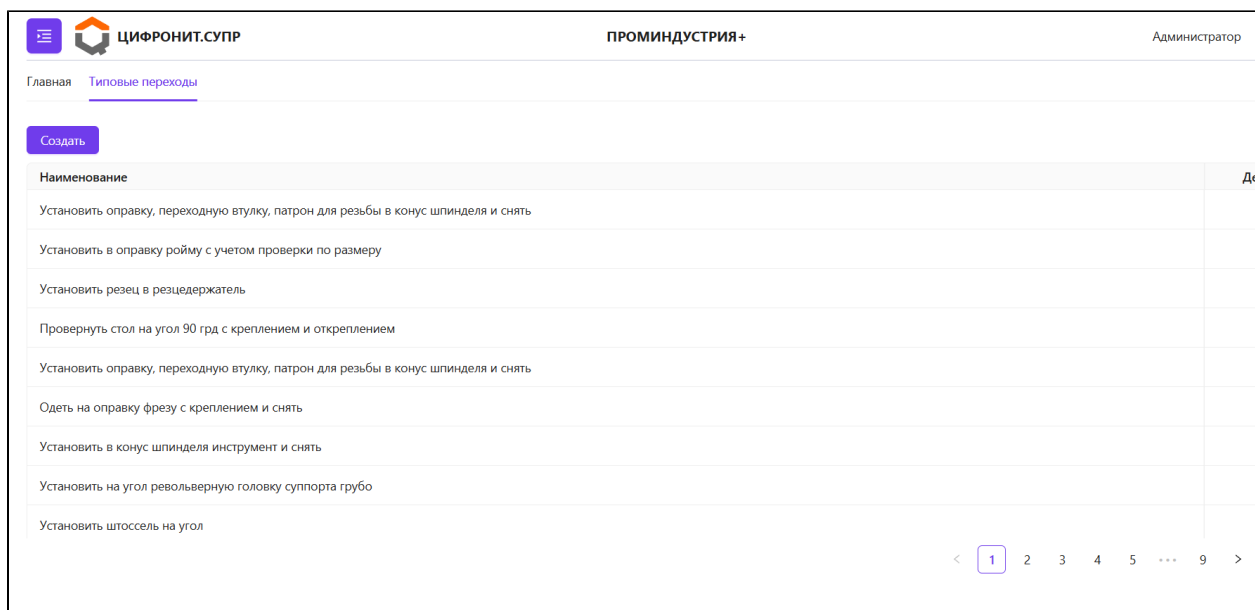 ЦИФРОНИТ.СУПР ПРОМИНДУСТРИЯ+ Администратор
Главная Типовые переходы
Создать
Наименование Де
Установить оправку, переходную втулку, патрон для резьбы в конус шпинделя и снять
Установить в оправку ройму с учетом проверки по размеру
Установить резец в резцедержатель
Провернуть стол на угол 90 грд с креплением и откреплением
Установить оправку, переходную втулку, патрон для резьбы в конус шпинделя и снять
Одеть на оправку фрезу с креплением и снять
Установить в конус шпинделя инструмент и снять
Установить на угол револьверную головку суппорта грубо
Установить штоссель на угол
< 1 2 3 4 5 ••• 9 >